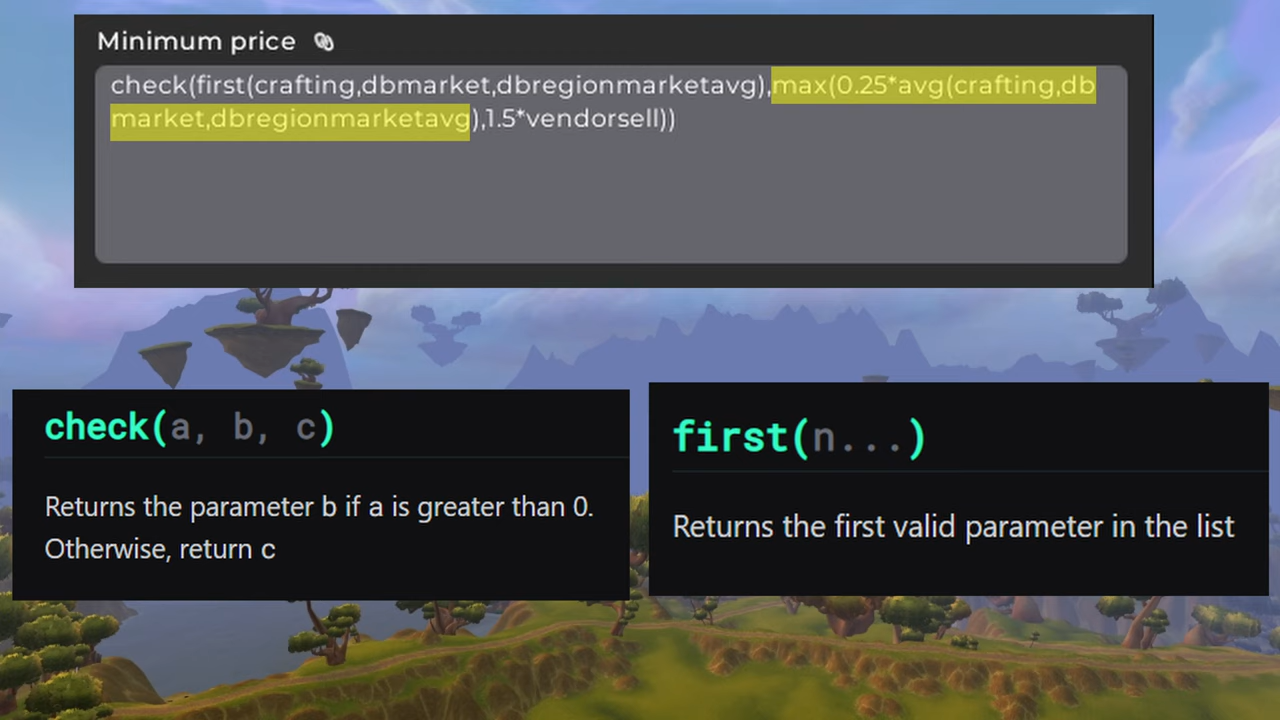 Minimum price
check(first(crafting,dbmarket,dbregionmarketavg),max(0.25*avg(crafting,db
market,dbregionmarketavg),1.5*vendorsell))
check(a, b, c)
Returns the parameter b if a is greater than 0.
Otherwise, return c
first(n...)
Returns the first valid parameter in the list